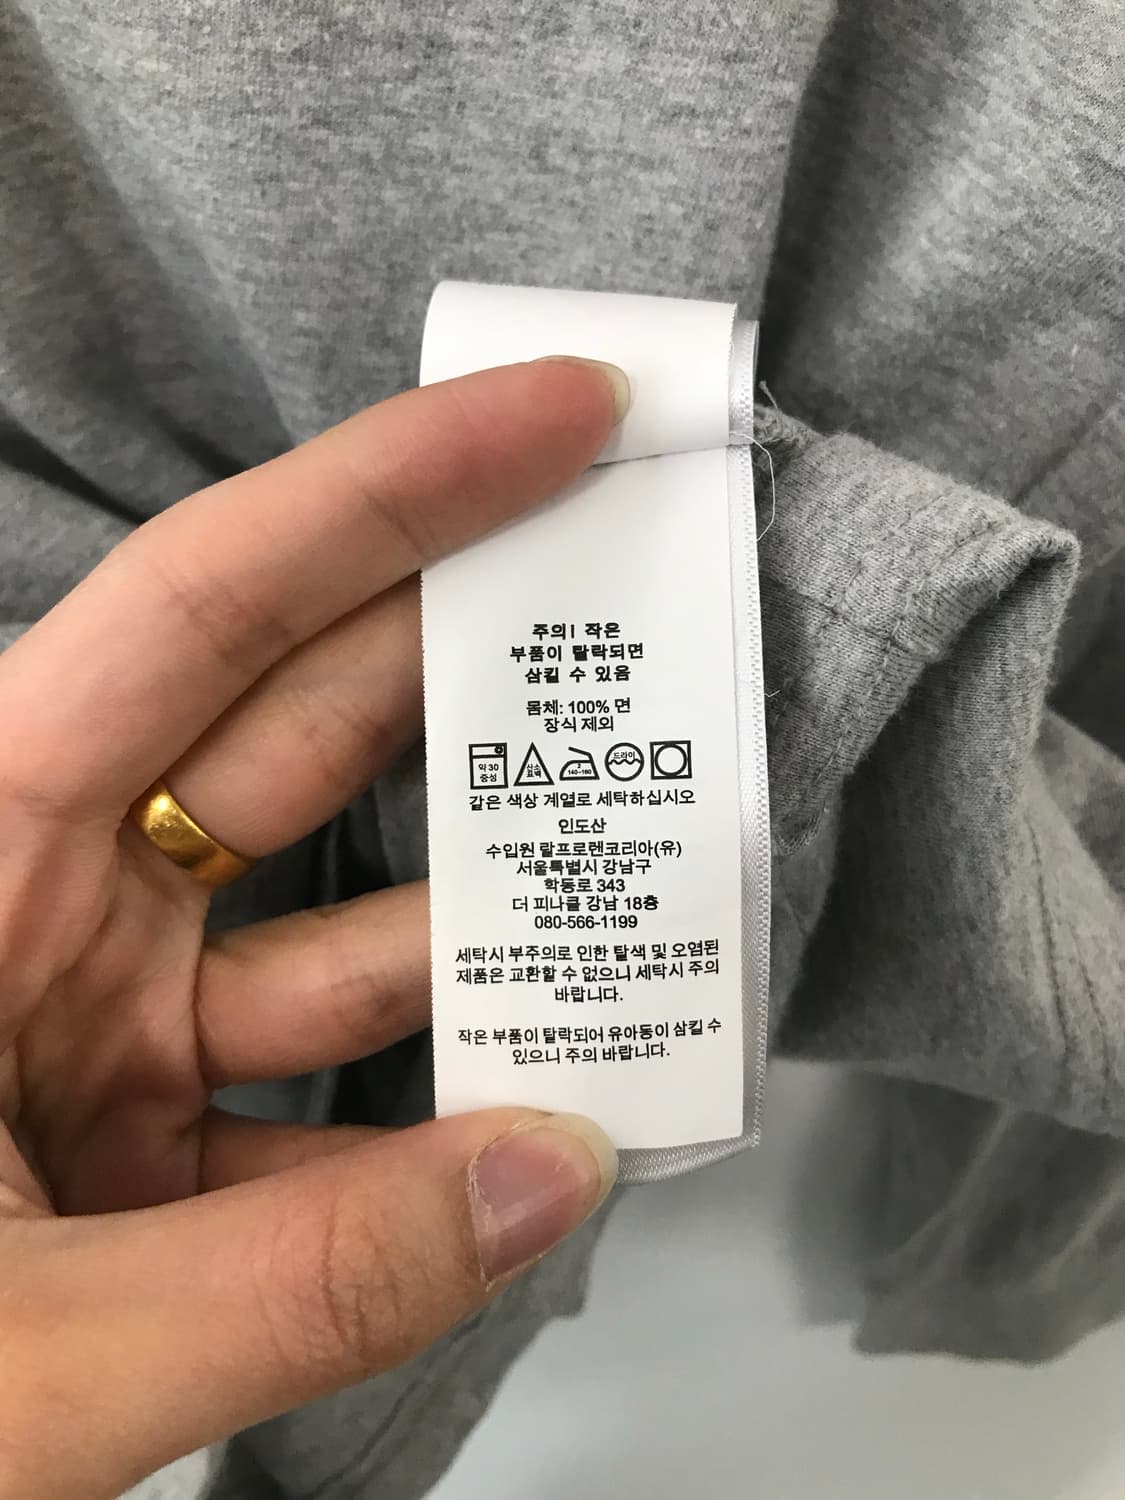 주의! 작은
부품이 탈락되면
삼킬 수 있음
몸체: 100% 면
장식 제외
약 30
중성
산소
표백
2
140~160
드라이
같은 색상 계열로 세탁하십시오
인도산
수입원 랄프로렌코리아(유)
서울특별시 강남구
학동로 343
더 피나클 강남 18층
080-566-1199
세탁시 부주의로 인한 탈색 및 오염된
제품은 교환할 수 없으니 세탁시 주의
바랍니다.
작은 부품이 탈락되어 유아동이 삼킬 수
있으니 주의 바랍니다.